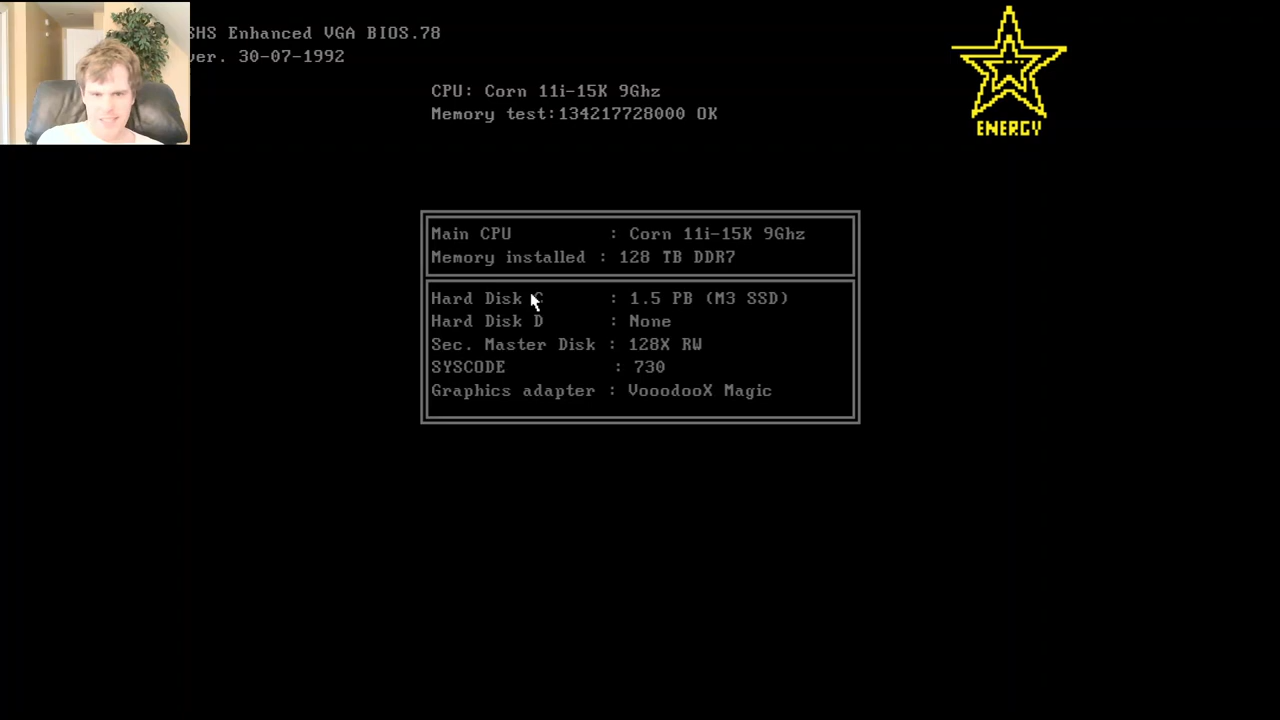 SHS Enhanced VGA BIOS.78
ver. 30-07-1992
ENERGY
CPU: Corn 11i-15K 9Ghz
Memory test:134217728000 OK
Main CPU : Corn 11i-15K 9Ghz
Memory installed : 128 TB DDR7
Hard Disk C : 1.5 PB (M3 SSD)
Hard Disk D : None
Sec. Master Disk : 128X RW
SYSCODE : 730
Graphics adapter : VooodooX Magic